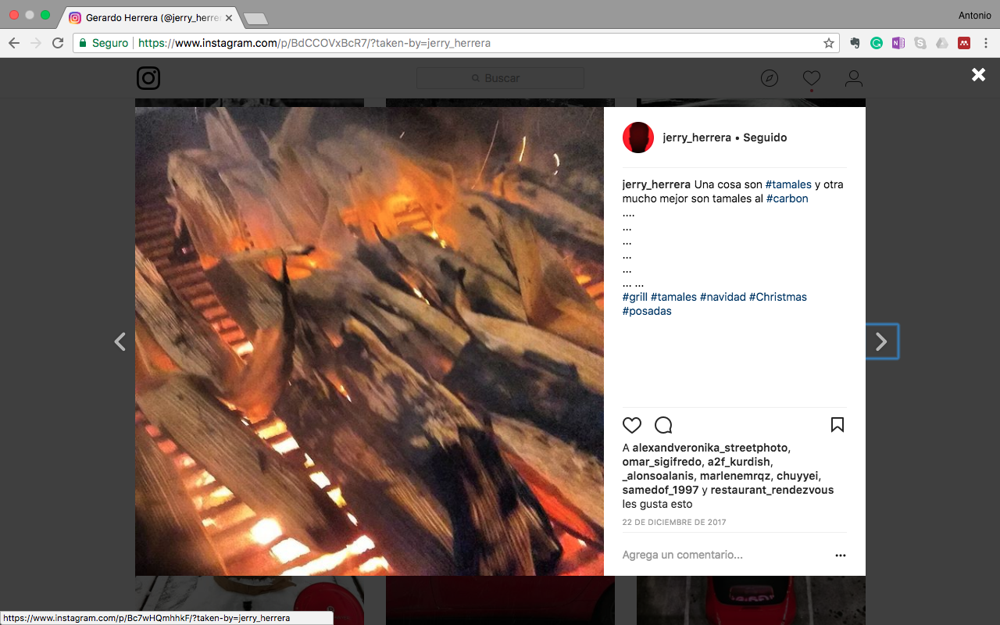 Gerardo Herrera (@jerry_herre
Antonio
Seguro
https://www.instagram.com/p/BdCCOVxBcR7/?taken-by=jerry_herrera
Buscar
jerry_herrera • Seguido
jerry_herrera Una cosa son #tamales y otra
mucho mejor son tamales al #carbon
....
...
...
...
...
... ...
#grill #tamales #navidad #Christmas
#posadas
A alexandveronika_streetphoto,
omar_sigifredo, a2f_kurdish,
_alonsoalanis, marlenemrqz, chuyyei,
samedof_1997 y restaurant_rendezvous
les gusta esto
22 DE DICIEMBRE DE 2017
Agrega un comentario...
https://www.instagram.com/p/Bc7wHQmhhkF/?taken-by=jerry_herrera